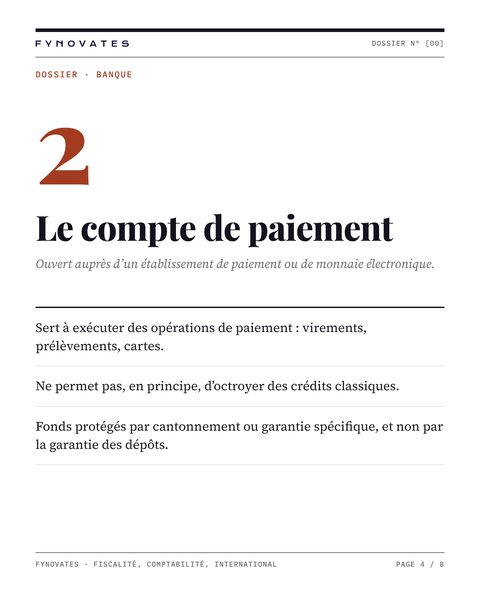 FYNOVATES
DOSSIER N° [00]
DOSSIER · BANQUE
2
Le compte de paiement
Ouvert auprès d’un établissement de paiement ou de monnaie électronique.
Sert à exécuter des opérations de paiement : virements,
prélèvements, cartes.
Ne permet pas, en principe, d’octroyer des crédits classiques.
Fonds protégés par cantonnement ou garantie spécifique, et non par
la garantie des dépôts.
FYNOVATES · FISCALITÉ, COMPTABILITÉ, INTERNATIONAL
PAGE 4 / 8